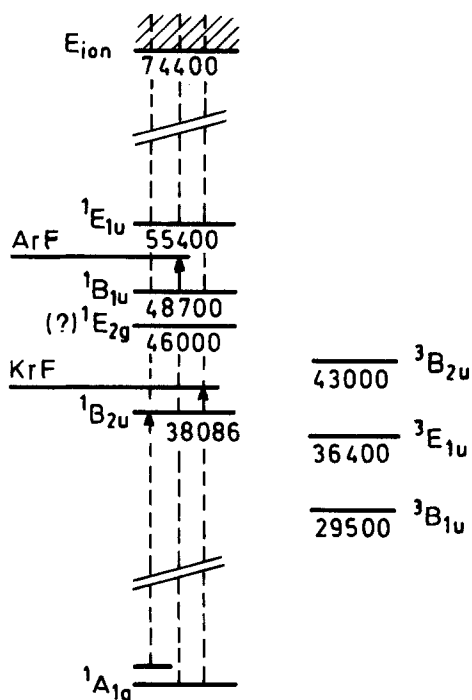 E_ion 74400
¹E₁ᵤ 55400
ArF
¹B₁ᵤ 48700
(?) ¹E₂g 46000
KrF
¹B₂ᵤ 38086
¹A₁g
43000 ³B₂ᵤ
36400 ³E₁ᵤ
29500 ³B₁ᵤ